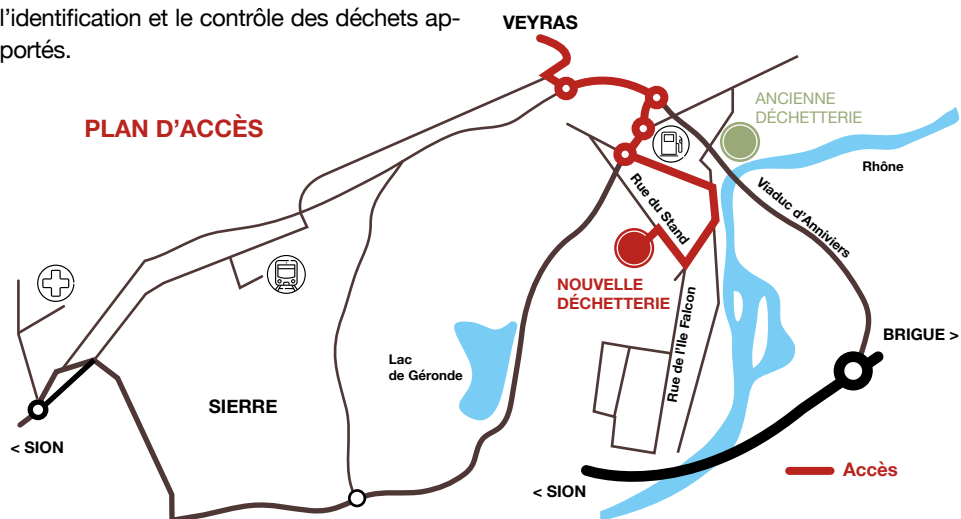 l'identification et le contrôle des déchets ap-
portés.
VEYRAS
PLAN D'ACCÈS
ANCIENNE
DÉCHETTERIE
Rhône
Rue du Stand
Viaduc d'Anniviers
NOUVELLE
DÉCHETTERIE
Rue de l'Ile Falcon
BRIGUE >
Lac
de Géronde
SIERRE
< SION
Accès
< SION